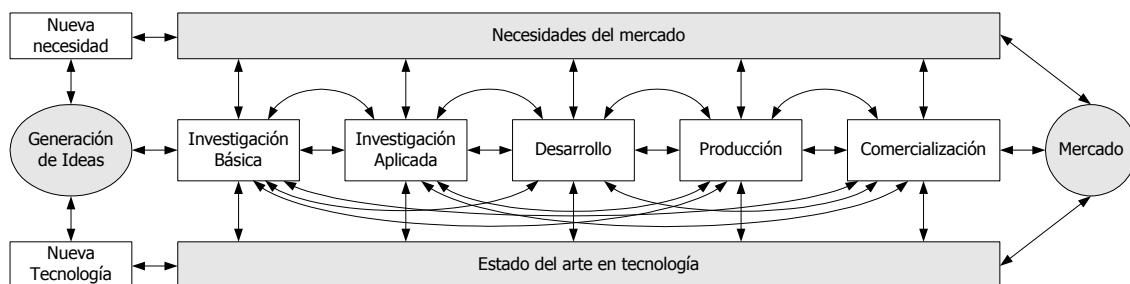 Nueva
necesidad
Necesidades del mercado
Generación
de Ideas
Investigación
Básica
Investigación
Aplicada
Desarrollo
Producción
Comercialización
Mercado
Nueva
Tecnología
Estado del arte en tecnología